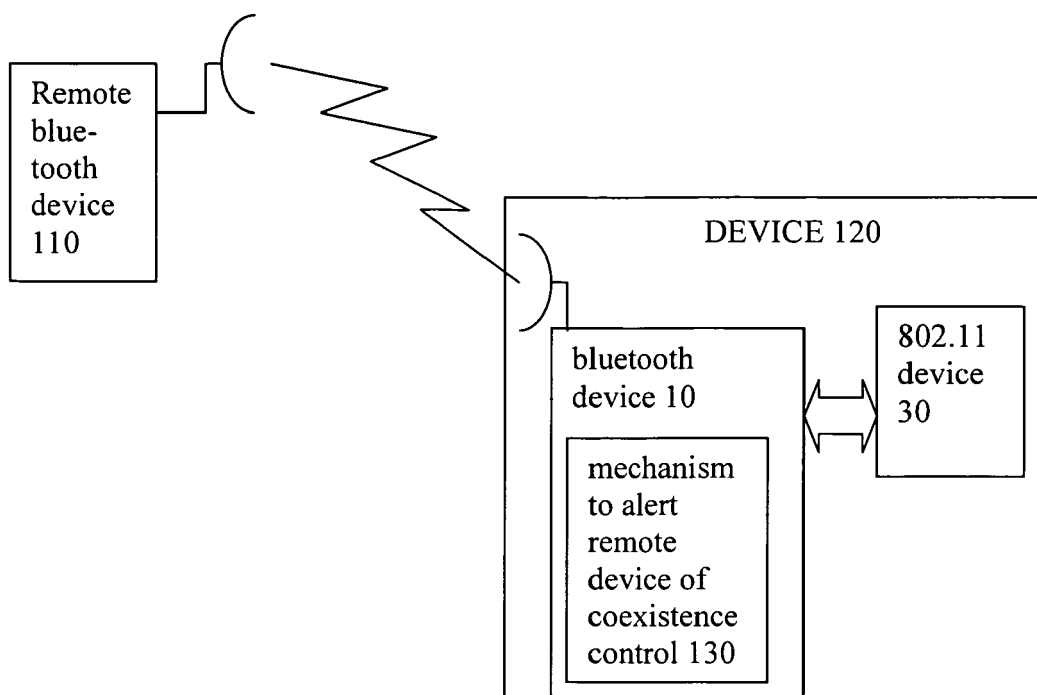 Remote
blue-
tooth
device
110
DEVICE 120
bluetooth
device 10
802.11
device
30
mechanism
to alert
remote
device of
coexistence
control 130